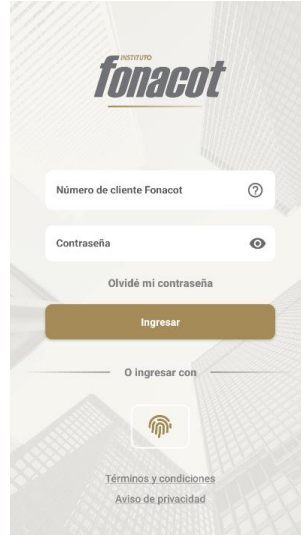 INSTITUTO
fonacot
Número de cliente Fonacot
Contraseña
Olvidé mi contraseña
Ingresar
O ingresar con
Términos y condiciones
Aviso de privacidad